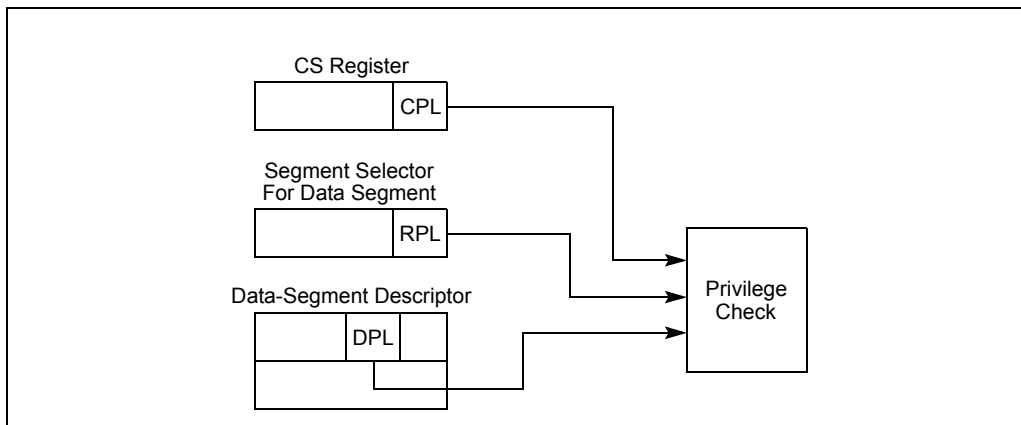 CS Register
CPL
Segment Selector
For Data Segment
RPL
Data-Segment Descriptor
DPL
Privilege
Check